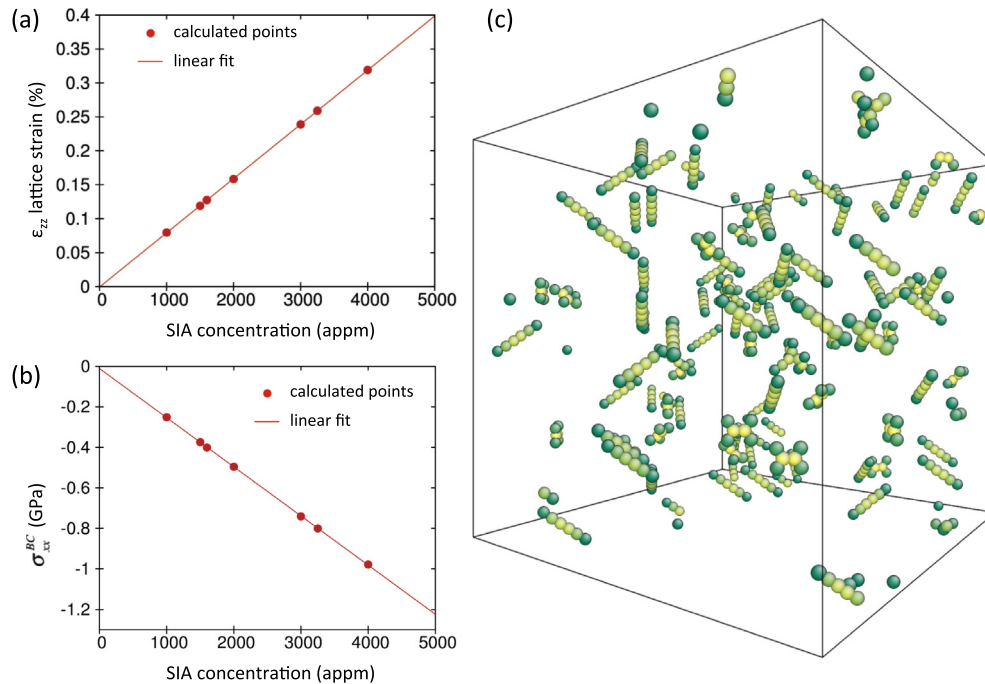 (a)
0.4
0.35
0.3
0.25
0.2
0.15
0.1
0.05
0
εzz lattice strain (%)
calculated points
linear fit
0 1000 2000 3000 4000 5000
SIA concentration (appm)
(b)
0
-0.2
-0.4
-0.6
-0.8
-1
-1.2
σxxBC (GPa)
calculated points
linear fit
0 1000 2000 3000 4000 5000
SIA concentration (appm)
(c)